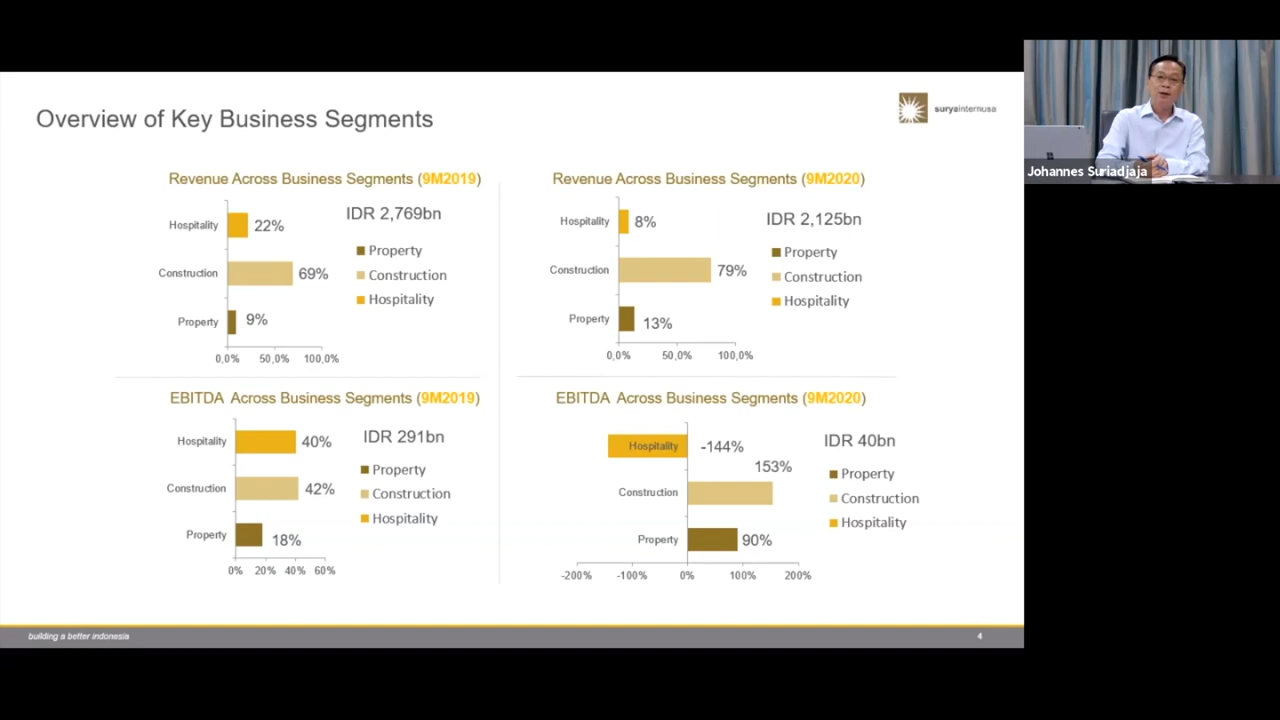 Overview of Key Business Segments
suryainternusa
Johannes Suriadjaja
Revenue Across Business Segments (9M2019)
IDR 2,769bn
Hospitality 22%
Construction 69%
Property 9%
0,0% 50,0% 100,0%
Property
Construction
Hospitality
Revenue Across Business Segments (9M2020)
IDR 2,125bn
Hospitality 8%
Construction 79%
Property 13%
0,0% 50,0% 100,0%
Property
Construction
Hospitality
EBITDA Across Business Segments (9M2019)
IDR 291bn
Hospitality 40%
Construction 42%
Property 18%
0% 20% 40% 60%
Property
Construction
Hospitality
EBITDA Across Business Segments (9M2020)
IDR 40bn
Hospitality -144%
153%
Construction
Property 90%
-200% -100% 0% 100% 200%
Property
Construction
Hospitality
building a better indonesia
4